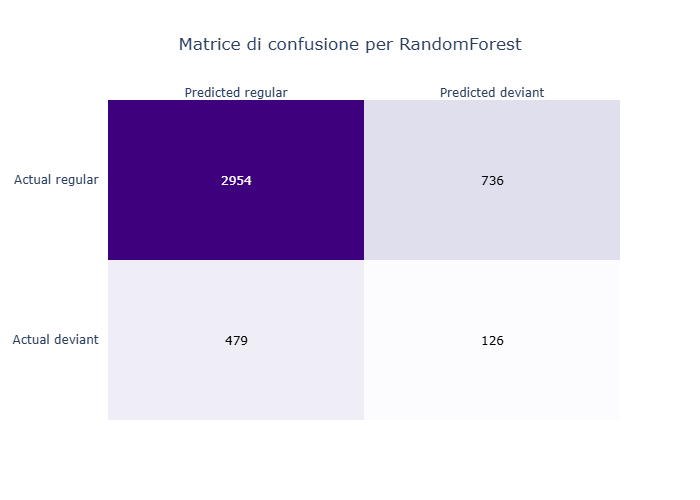 Matrice di confusione per RandomForest
Predicted regular Predicted deviant
Actual regular 2954 736
Actual deviant 479 126